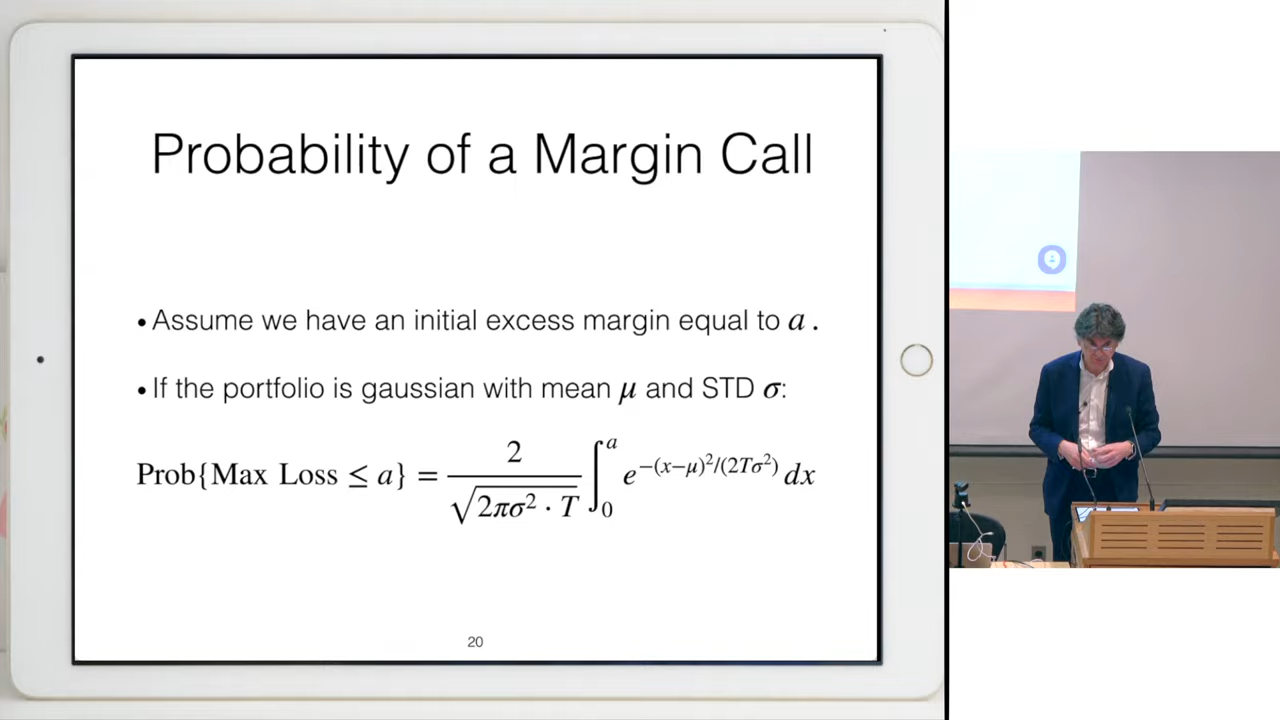 Probability of a Margin Call
• Assume we have an initial excess margin equal to a .
• If the portfolio is gaussian with mean μ and STD σ:
Prob{Max Loss ≤ a} = 2/√(2πσ² · T) ∫₀ᵃ e^(−(x−μ)²/(2Tσ²)) dx
20